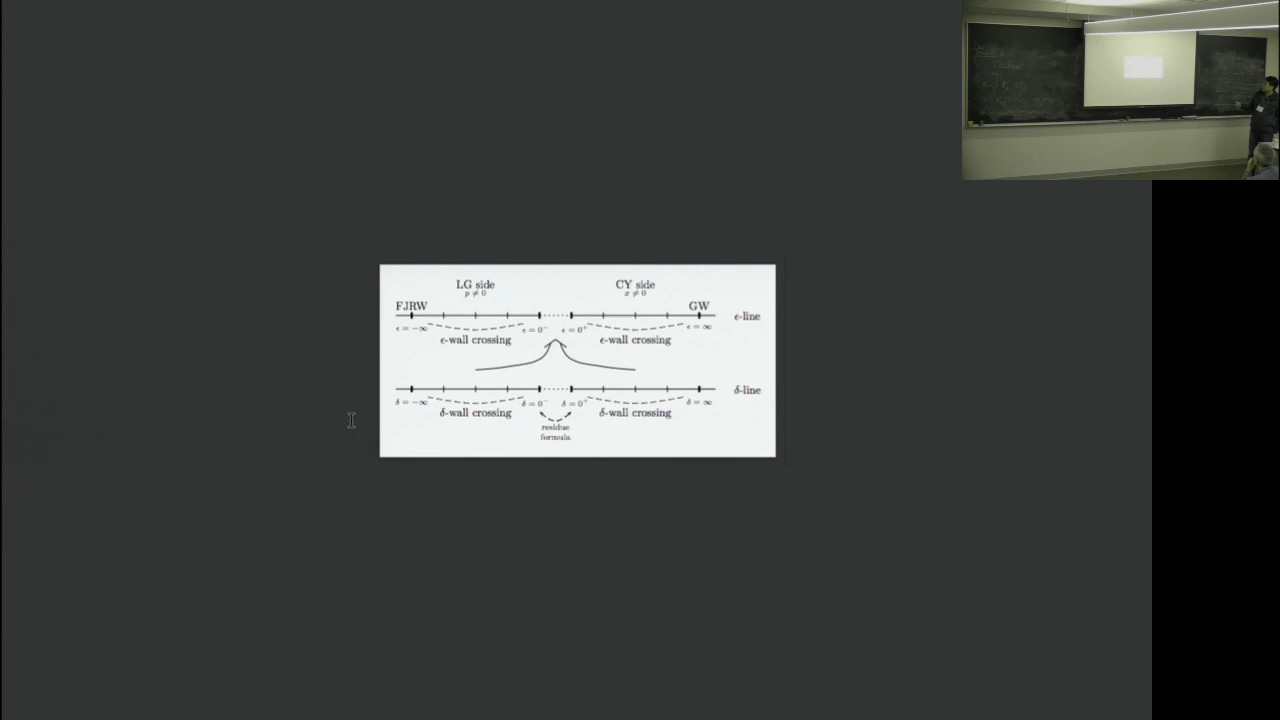 LG side CY side
p ≠ 0 x ≠ 0
FJRW GW
ϵ-line
ϵ = −∞ ϵ = 0⁻ ϵ = 0⁺ ϵ = ∞
ϵ-wall crossing ϵ-wall crossing
δ-line
δ = −∞ δ = 0⁻ δ = 0⁺ δ = ∞
δ-wall crossing δ-wall crossing
residue
formula